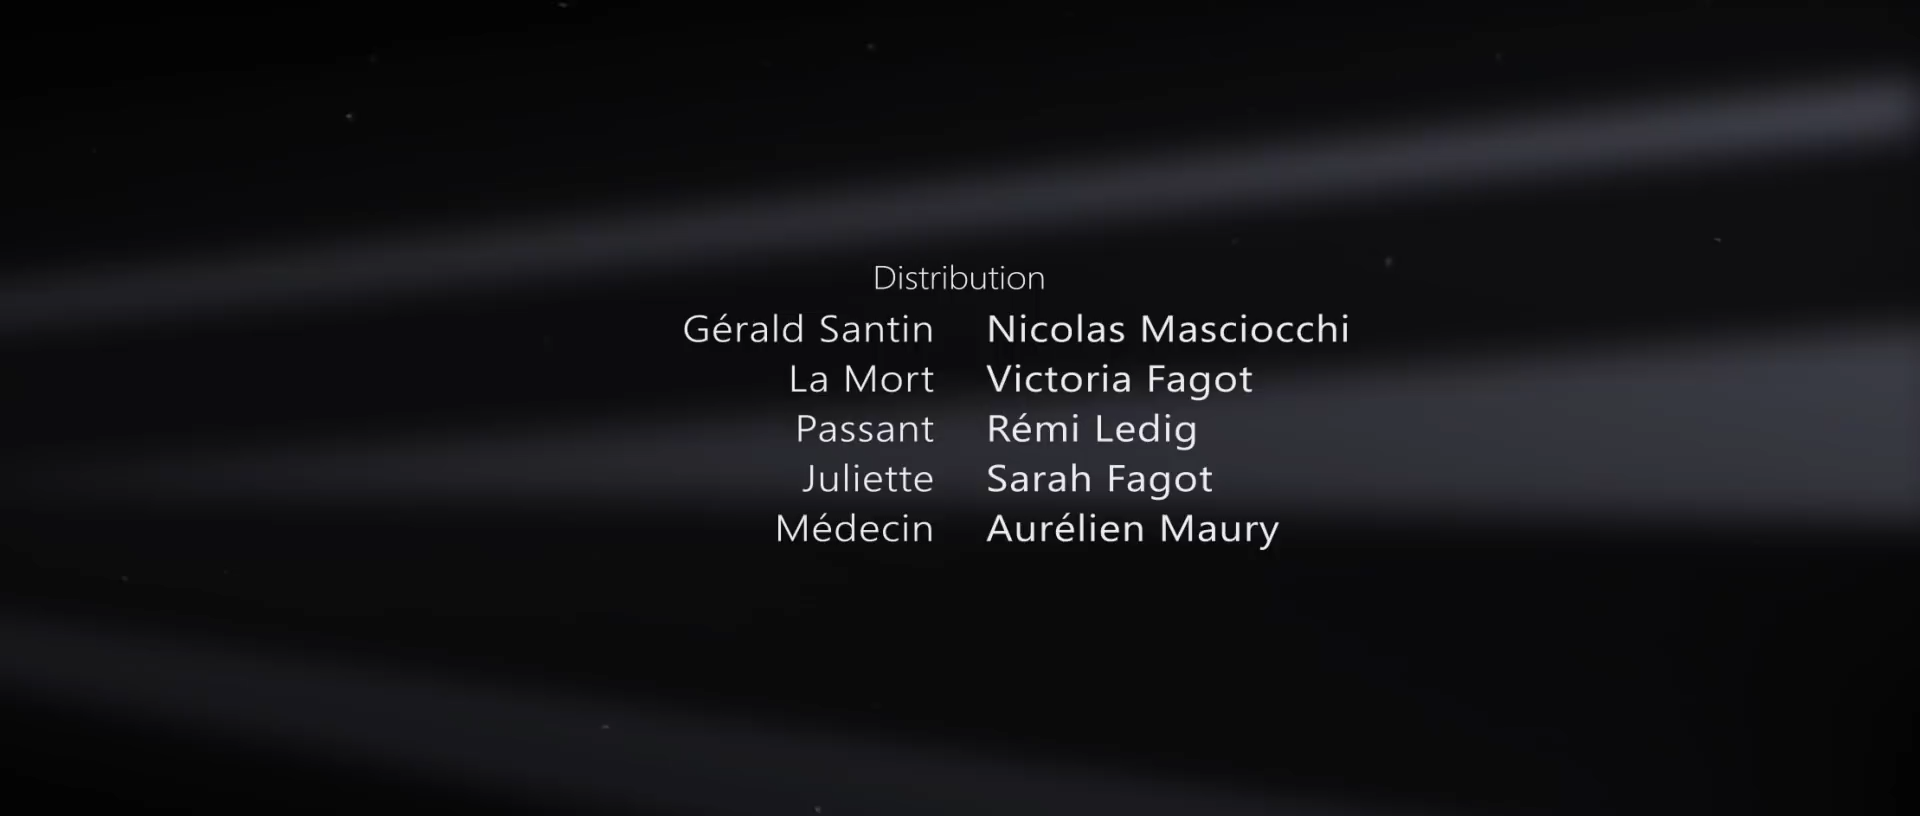 Distribution
Gérald Santin Nicolas Masciocchi
La Mort Victoria Fagot
Passant Rémi Ledig
Juliette Sarah Fagot
Médecin Aurélien Maury